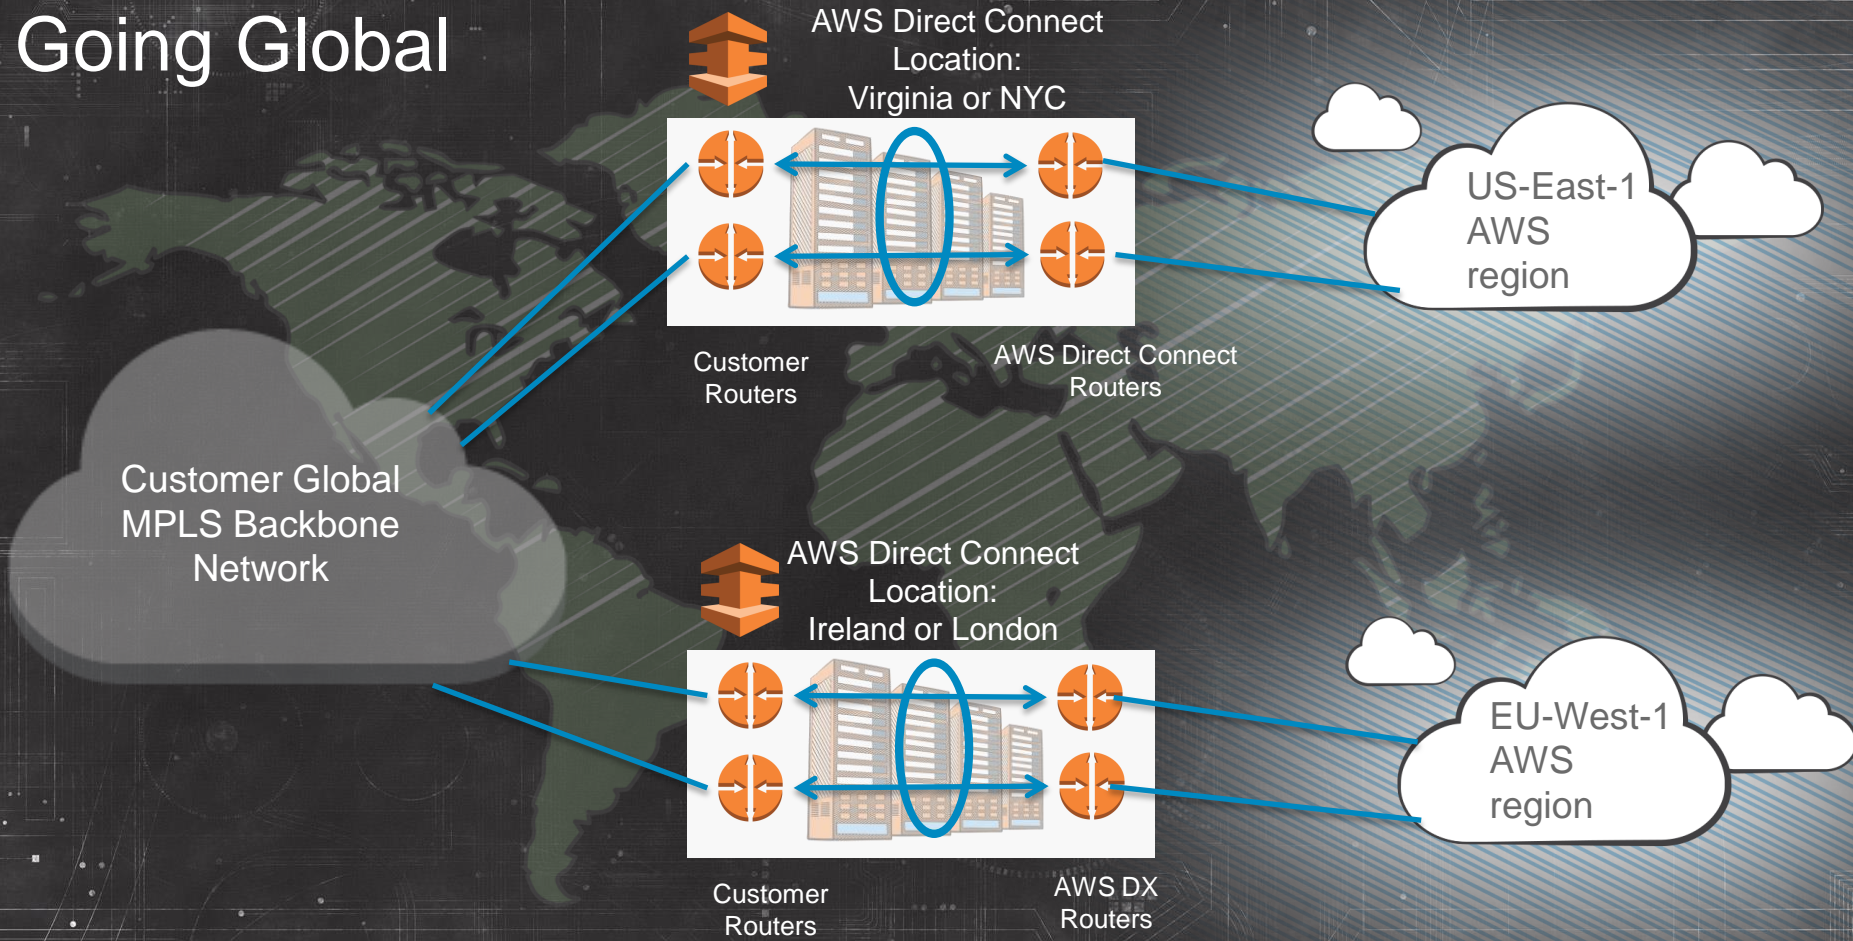 Going Global
AWS Direct Connect
Location:
Virginia or NYC
US-East-1
AWS
region
Customer
Routers
AWS Direct Connect
Routers
Customer Global
MPLS Backbone
Network
AWS Direct Connect
Location:
Ireland or London
EU-West-1
AWS
region
Customer
Routers
AWS DX
Routers